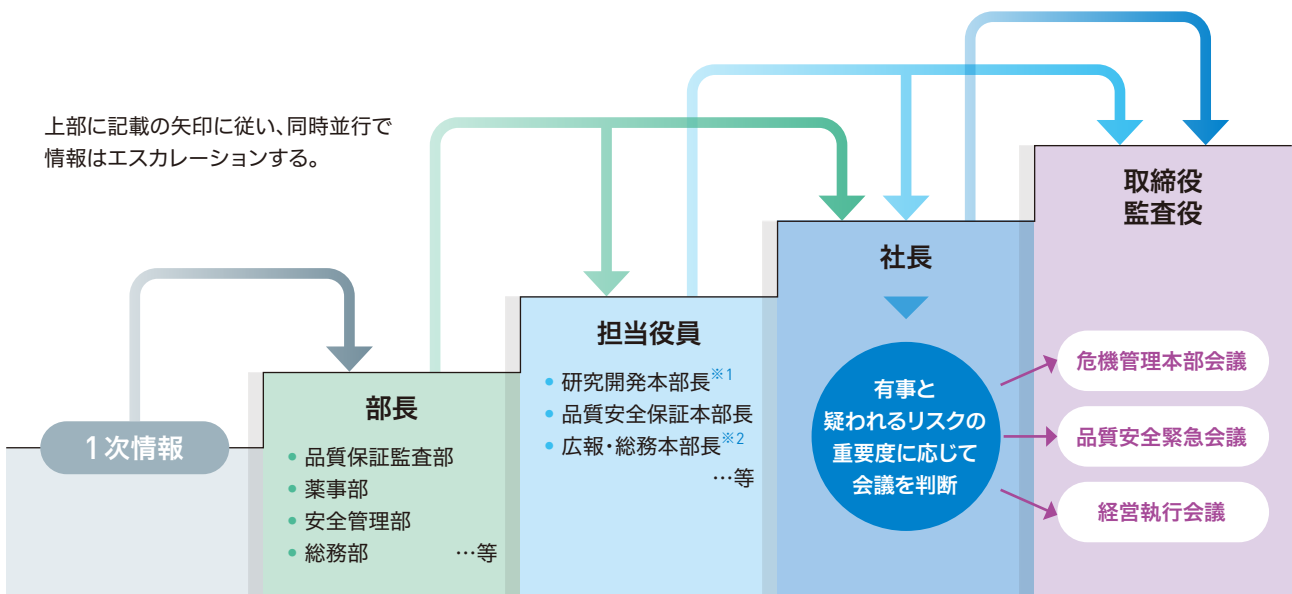 上部に記載の矢印に従い、同時並行で
情報はエスカレーションする。
1次情報
部長
• 品質保証監査部
• 薬事部
• 安全管理部
• 総務部 …等
担当役員
• 研究開発本部長※1
• 品質安全保証本部長
• 広報・総務本部長※2
…等
社長
有事と
疑われるリスクの
重要度に応じて
会議を判断
取締役
監査役
危機管理本部会議
品質安全緊急会議
経営執行会議